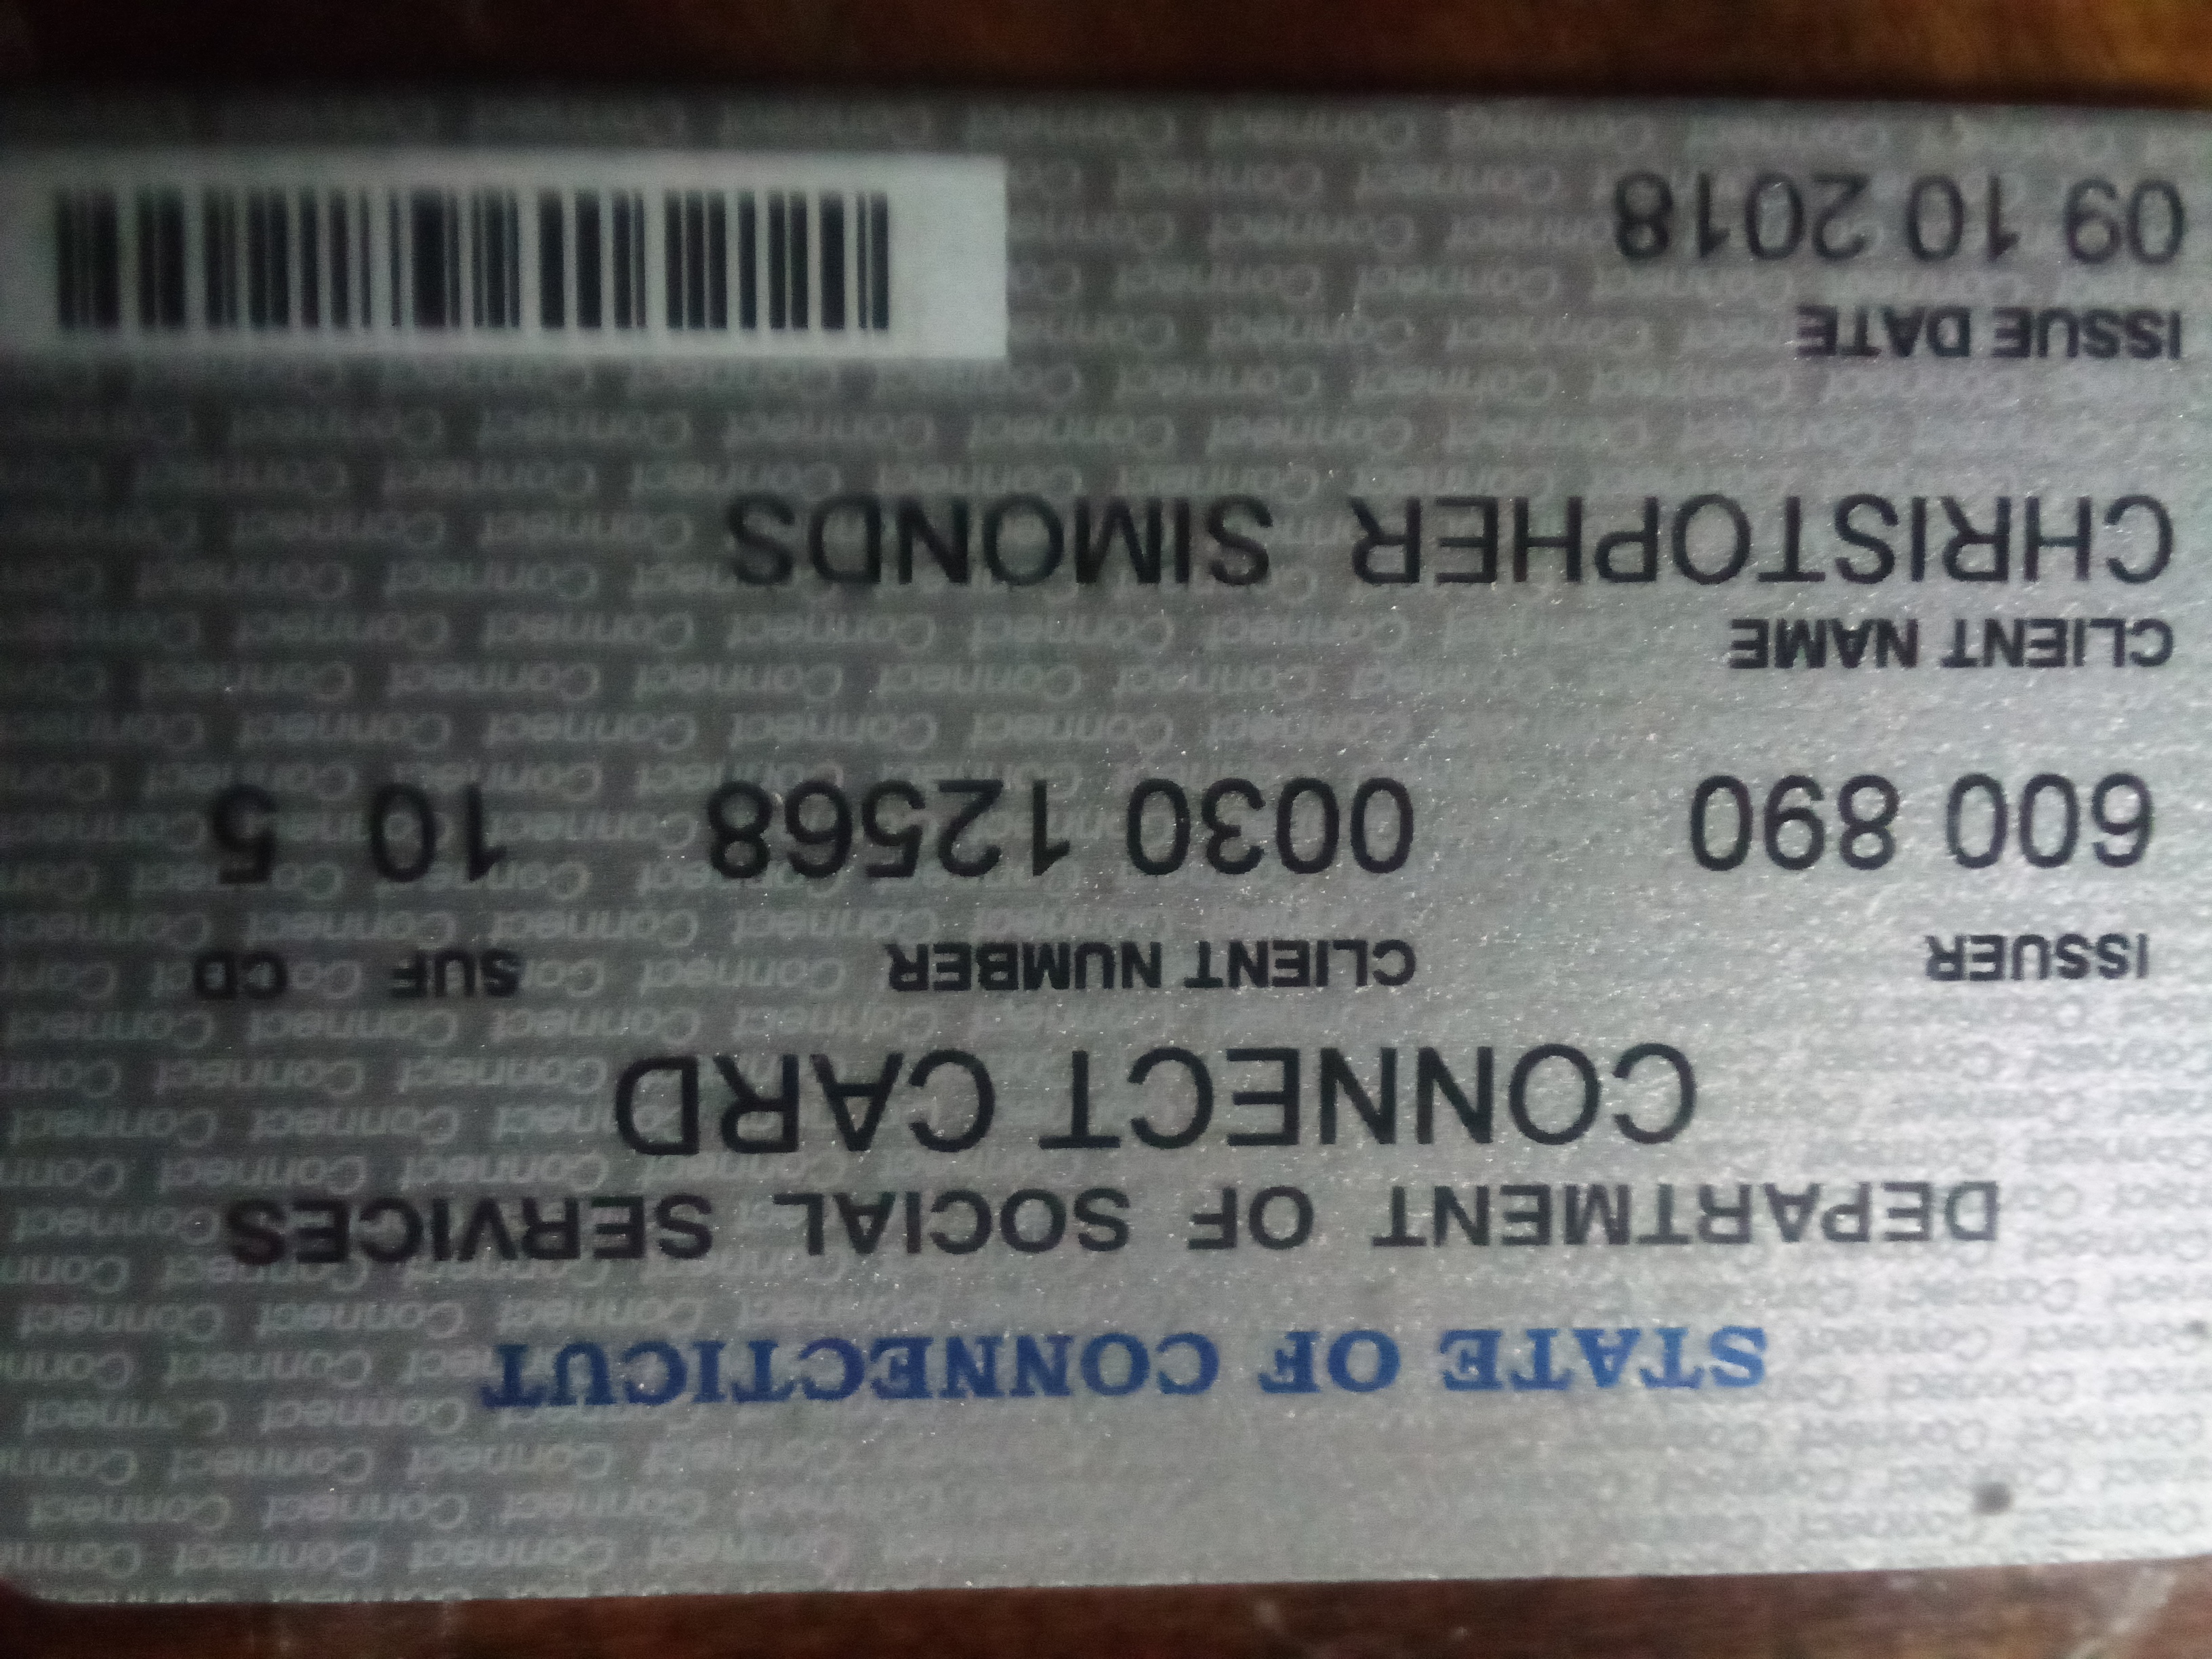 STATE OF CONNECTICUT
DEPARTMENT OF SOCIAL SERVICES
CONNECT CARD
ISSUER CLIENT NUMBER SUF CD
600 890 0030 12568 10 5
CLIENT NAME
CHRISTOPHER SIMONDS
ISSUE DATE
09 10 2018